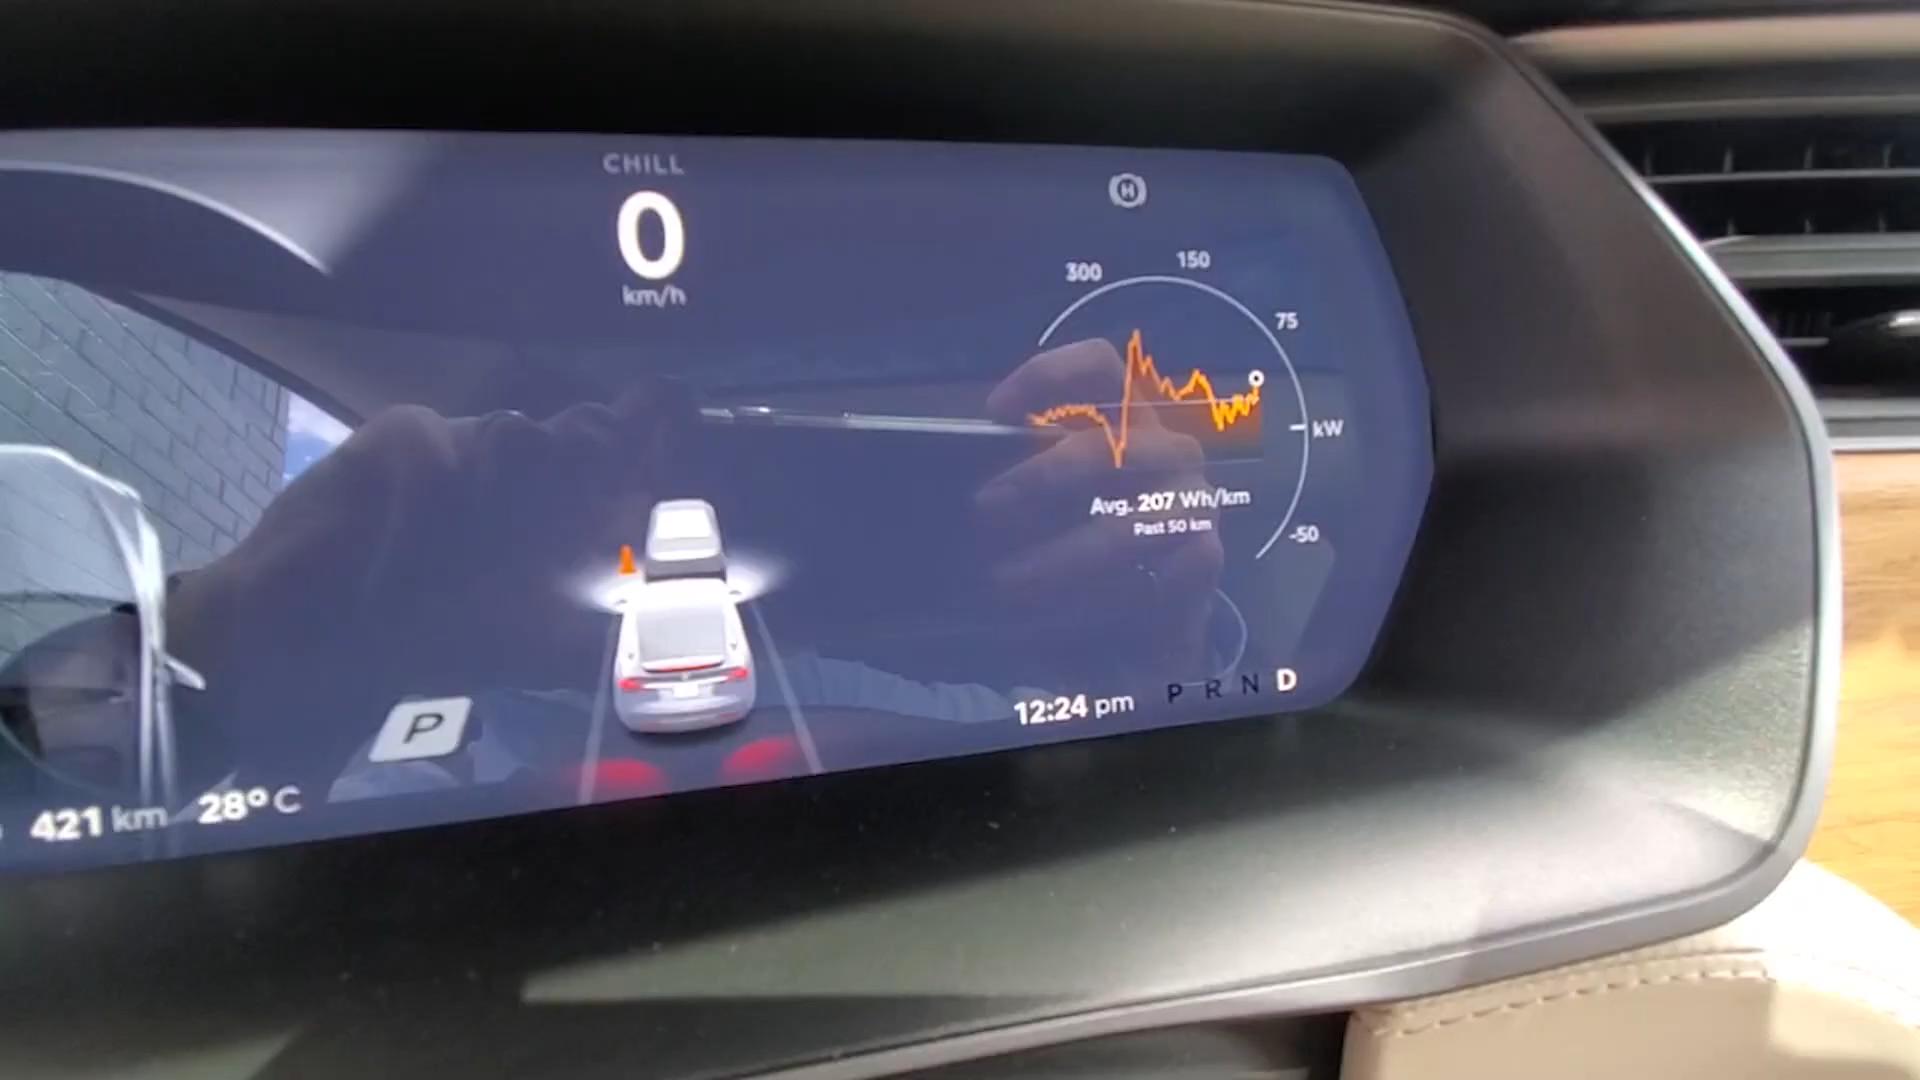 CHILL
0
km/h
H
300
150
75
kW
-50
Avg. 207 Wh/km
Past 50 km
P
12:24 pm
P R N D
421 km 28°C